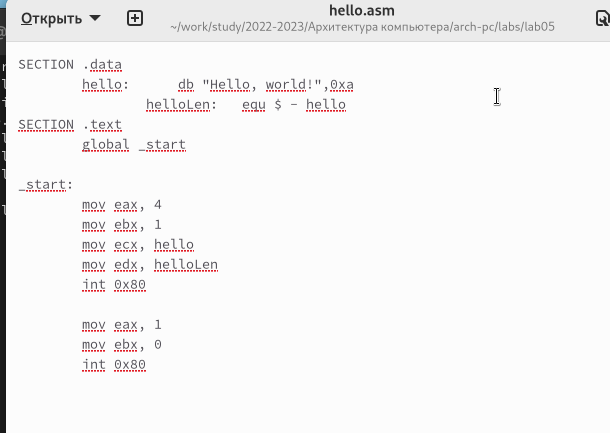 hello.asm
Открыть
~/work/study/2022-2023/Архитектура компьютера/arch-pc/labs/lab05
SECTION .data
hello: db "Hello, world!",0xa
helloLen: equ $ - hello
SECTION .text
global _start
_start:
mov eax, 4
mov ebx, 1
mov ecx, hello
mov edx, helloLen
int 0x80
mov eax, 1
mov ebx, 0
int 0x80